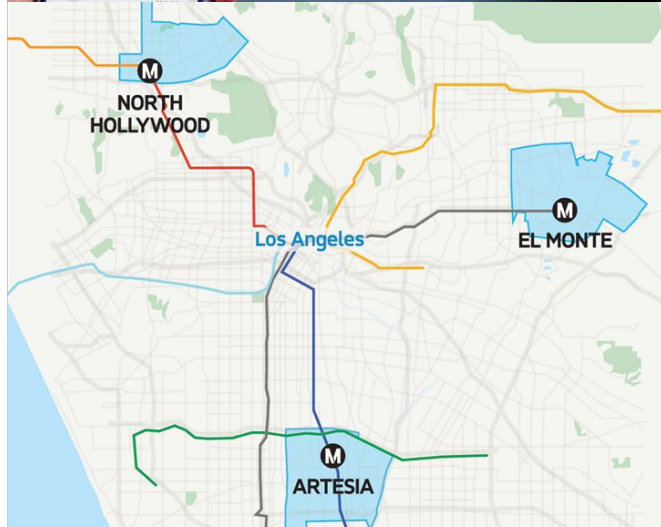 M
NORTH
HOLLYWOOD
M
Los Angeles
EL MONTE
M
ARTESIA